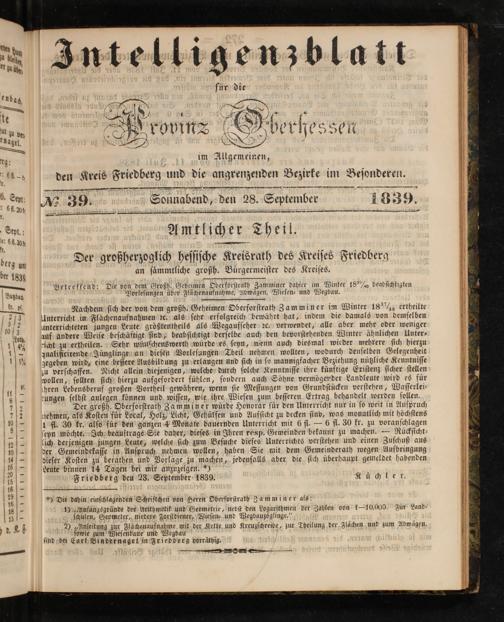 Intelligenzblatt
für die
Provinz Oberhessen
im Allgemeinen,
den Kreis Friedberg und die angrenzenden Bezirke im Besonderen.
№ 39. Sonnabend, den 28. September 1839.
Amtlicher Theil.
Der großherzoglich hessische Kreisrath des Kreises Friedberg
an sämmtliche großh. Bürgermeister des Kreises.
Betreffend: Die von dem Großh. Geheimen Oberforstrath Zamminer dahier im Winter 18³⁹/₄₀ beabsichtigten
Vorlesungen über Flächenaufnahme, Abwägen, Wiesen- und Wegbau.
Nachdem sich der von dem großh. Geheimen Oberforstrath Zamminer im Winter 18³⁷/₃₈ ertheilte
Unterricht in Flächenaufnahmen ꝛc. als sehr erfolgreich bewährt hat, indem die damals von demselben
unterrichteten jungen Leute größtentheils als Wegaufseher ꝛc. verwendet, alle aber mehr oder weniger
auf andere Weise beschäftigt sind, beabsichtigt derselbe auch den bevorstehenden Winter ähnlichen Unter-
richt zu ertheilen. Sehr wünschenswerth würde es seyn, wenn auch diesmal wieder mehrere sich hierzu
qualificirende Jünglinge an diesen Vorlesungen Theil nehmen wollten, wodurch denselben Gelegenheit
gegeben wird, eine bessere Ausbildung zu erlangen und sich in so mannigfacher Beziehung nützliche Kenntnisse
zu verschaffen. Nicht allein diejenigen, welche durch solche Kenntnisse ihre künftige Existenz sicher stellen
wollen, sollten sich hierzu aufgefordert fühlen, sondern auch Söhne vermögender Landleute wird es für
ihren Lebensberuf großen Vortheil gewähren, wenn sie Messungen von Grundstücken verstehen, Wasserlei-
tungen selbst anlegen können und wissen, wie ihre Wiesen zum besseren Ertrag behandelt werden sollen.
Der großh. Oberforstrath Zamminer würde Honorar für den Unterricht nur in so weit in Anspruch
nehmen, als Kosten für Local, Holz, Licht, Gehülfen und Aufsicht zu decken sind, was monatlich mit höchstens
1 fl. 30 kr. also für den ganzen 4 Monate dauernden Unterricht mit 6 fl. — 6 fl. 30 kr. zu voranschlagen
seyn möchte. Ich beauftrage Sie daher, dieses in Ihren resp. Gemeinden bekannt zu machen. — Rücksicht-
lich derjenigen jungen Leute, welche sich zum Besuche dieses Unterrichts verstehen und einen Zuschuß aus
der Gemeindskasse in Anspruch nehmen wollen, haben Sie mit dem Gemeinderath wegen Aufbringung
dieser Kosten zu berathen und Vorlage zu machen, jedenfalls aber die sich überhaupt gemeldet habenden
Leute binnen 14 Tagen bei mir anzuzeigen. *)
Friedberg den 23. September 1839. Küchler.
*) Die dahin einschlagenden Schriften von Herrn Oberforstrath Zamminer als:
1) „Anfangsgründe der Arithmetik und Geometrie, nebst den Logarithmen der Zahlen von 1—10,000. Für Land-
schulen, Geometer, niedere Forstdiener, Wiesen- und Wegbauzöglinge."
2) „Anleitung zur Flächenaufnahme mit der Kette und Kreuzscheibe, zur Theilung der Flächen und zum Abwägen,
sowie zum Wiesenbaue und Wegbau
sind bei Carl Bindernagel in Friedberg vorräthig.